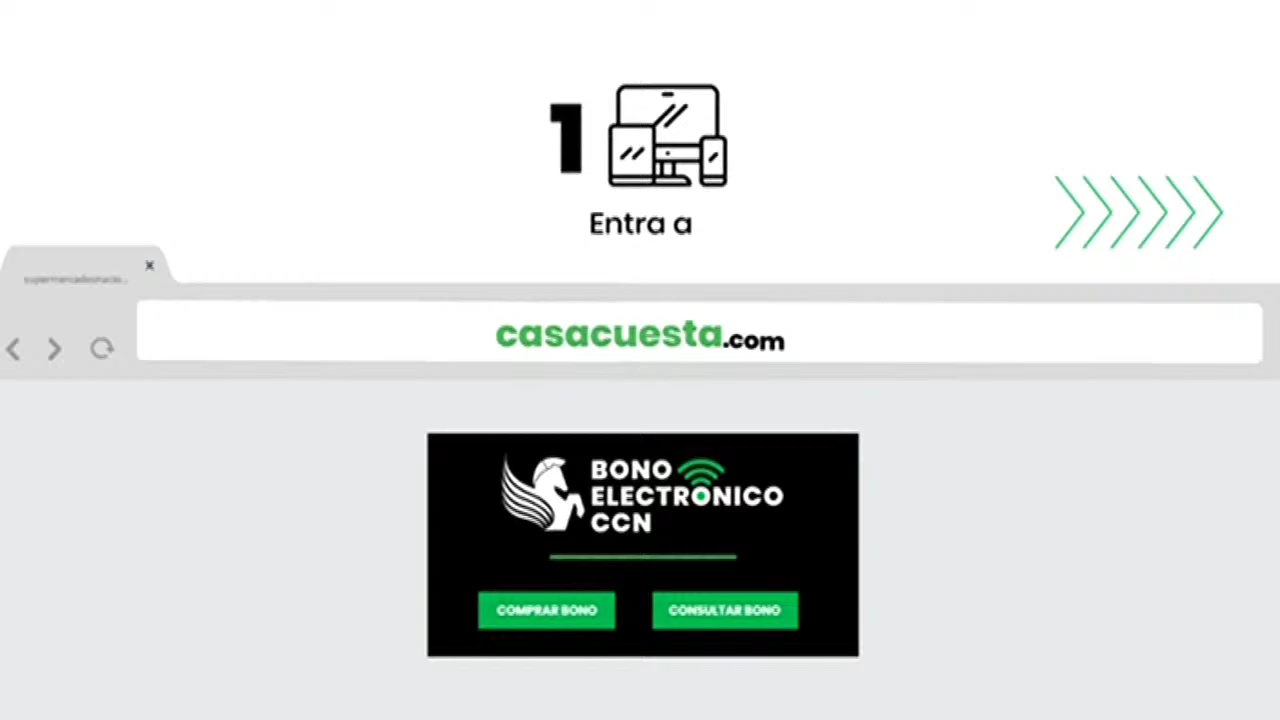 1
Entra a
x
casacuesta.com
BONO
ELECTRONICO
CCN
COMPRAR BONO
CONSULTAR BONO